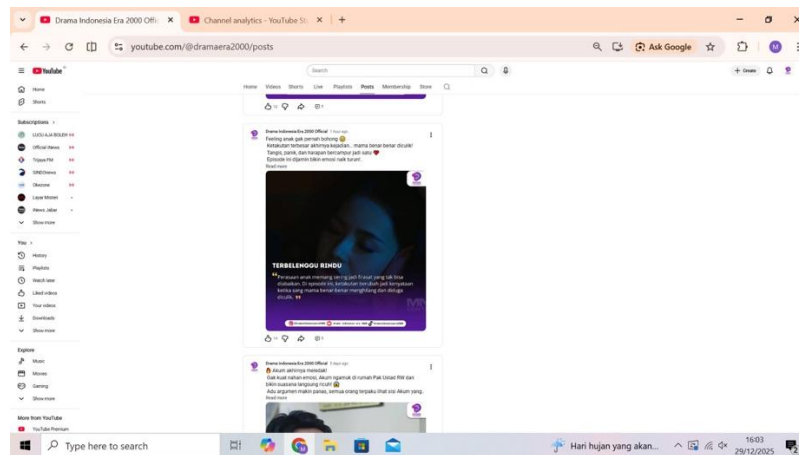 Drama Indonesia Era 2000 Offic
Channel analytics - YouTube St
youtube.com/@dramaera2000/posts
Ask Google
M
YouTube
Search
Create
Home
Shorts
Subscriptions
LUCU AJA BOLEH
Official iNews
Trijaya FM
SINDOnews
Okezone
Layar Misteri
iNews Jabar
Show more
You
History
Playlists
Watch later
Liked videos
Your videos
Downloads
Show more
Explore
Music
Movies
Gaming
Show more
More from YouTube
YouTube Premium
Home Videos Shorts Live Playlists Posts Membership Store
Drama Indonesia Era 2000 Official
Feeling anak gak pernah bohong 😢
Ketakutan terbesar akhirnya kejadian.. mama benar benar diculik!
Tangis, panik, dan harapan bercampur jadi satu
Episode ini dijamin bikin emosi naik turun!
Read more
TERBELENGGU RINDU
Perasaan anak memang sering jadi firasat yang tak bisa
diabaikan. Di episode ini, ketakutan berubah jadi kenyataan
ketika sang mama benar-benar menghilang dan diduga
diculik.
Drama Indonesia Era 2000 Official
Akum akhirnya meledak!
Gak kuat nahan emosi, Akum ngamuk di rumah Pak Ustad RW dan
bikin suasana langsung ricuh!
Adu argumen makin panas, semua orang terpaku lihat sisi Akum yang..
Read more
Type here to search
Hari hujan yang akan...
16:03
29/12/2025